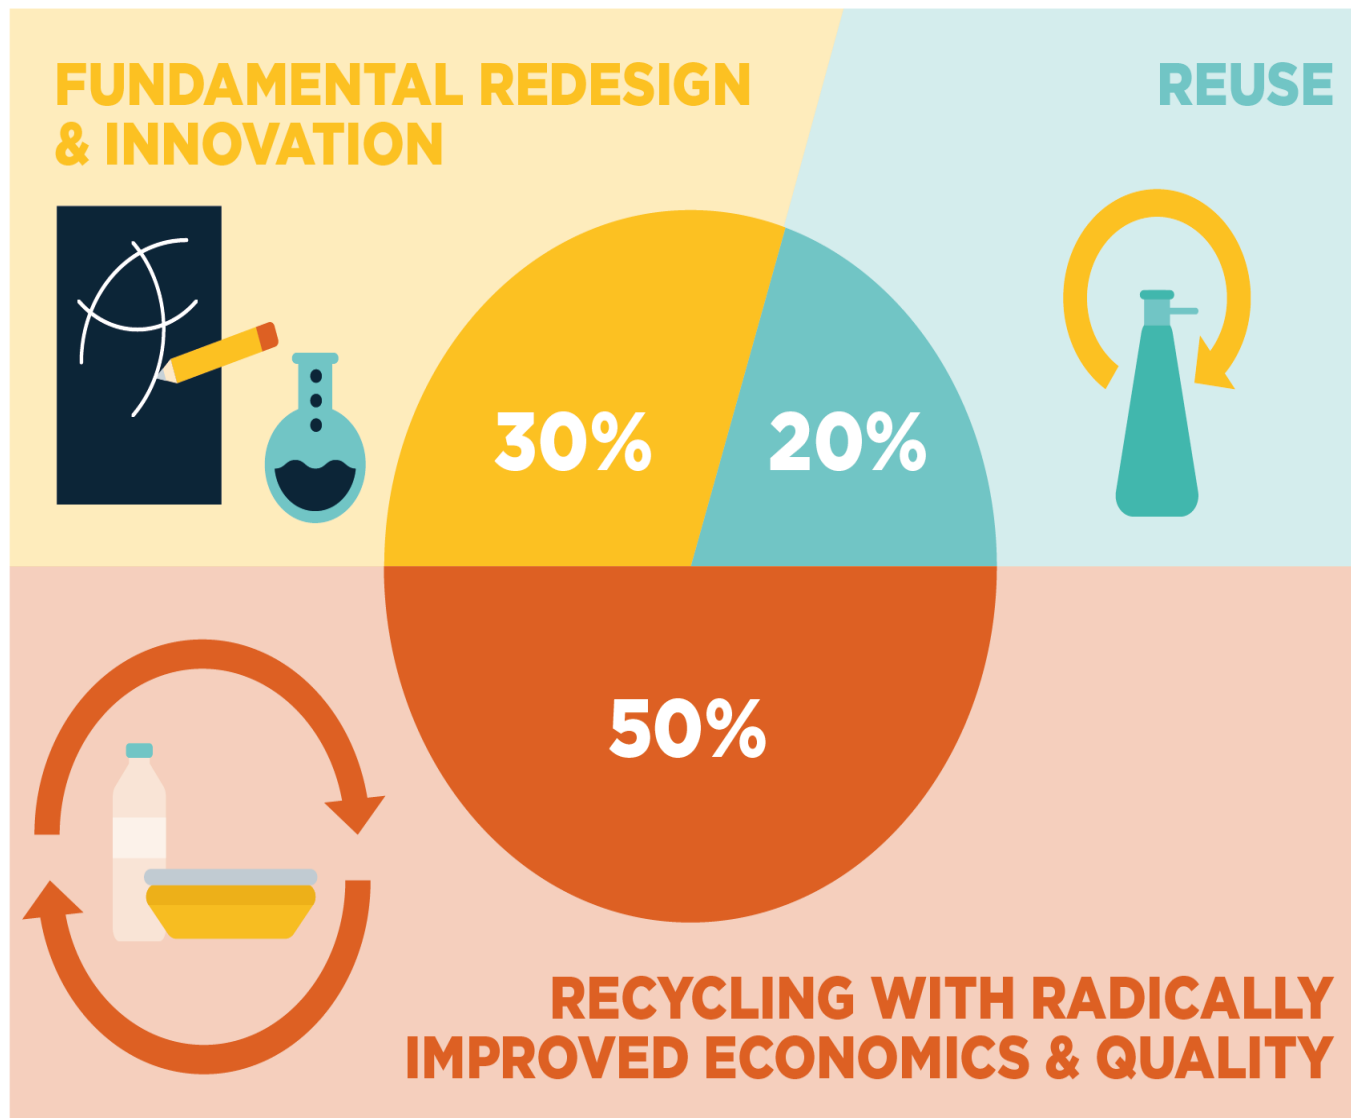 FUNDAMENTAL REDESIGN
& INNOVATION
REUSE
30%
20%
50%
RECYCLING WITH RADICALLY
IMPROVED ECONOMICS & QUALITY